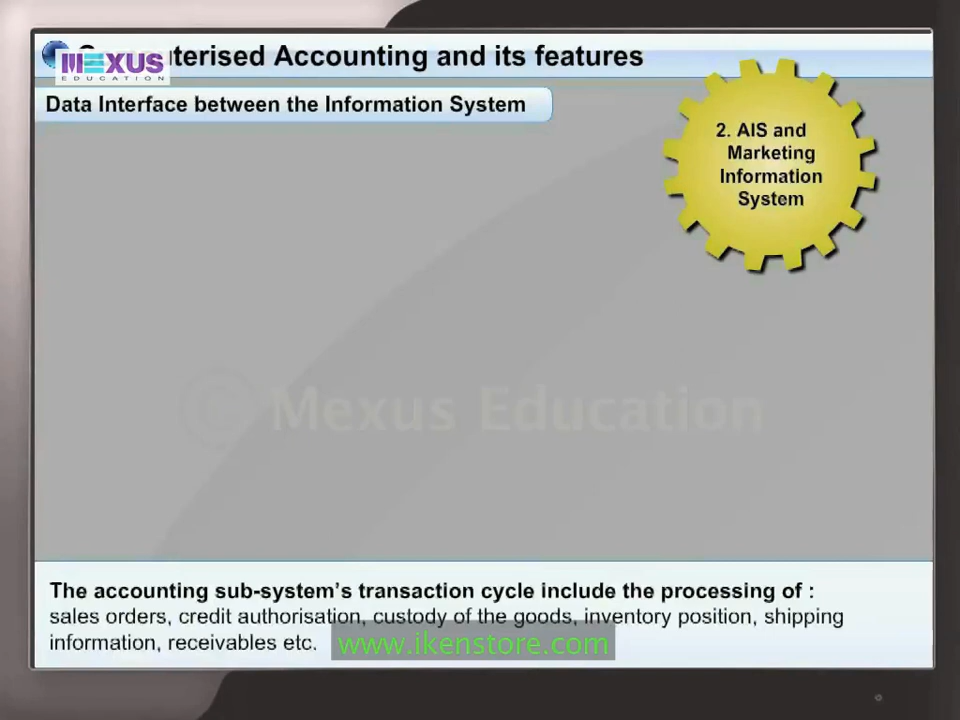 terised Accounting and its features
MEXUS
EDUCATION
Data Interface between the Information System
2. AIS and
Marketing
Information
System
© Mexus Education
The accounting sub-system's transaction cycle include the processing of :
sales orders, credit authorisation, custody of the goods, inventory position, shipping
information, receivables etc.
www.ikenstore.com